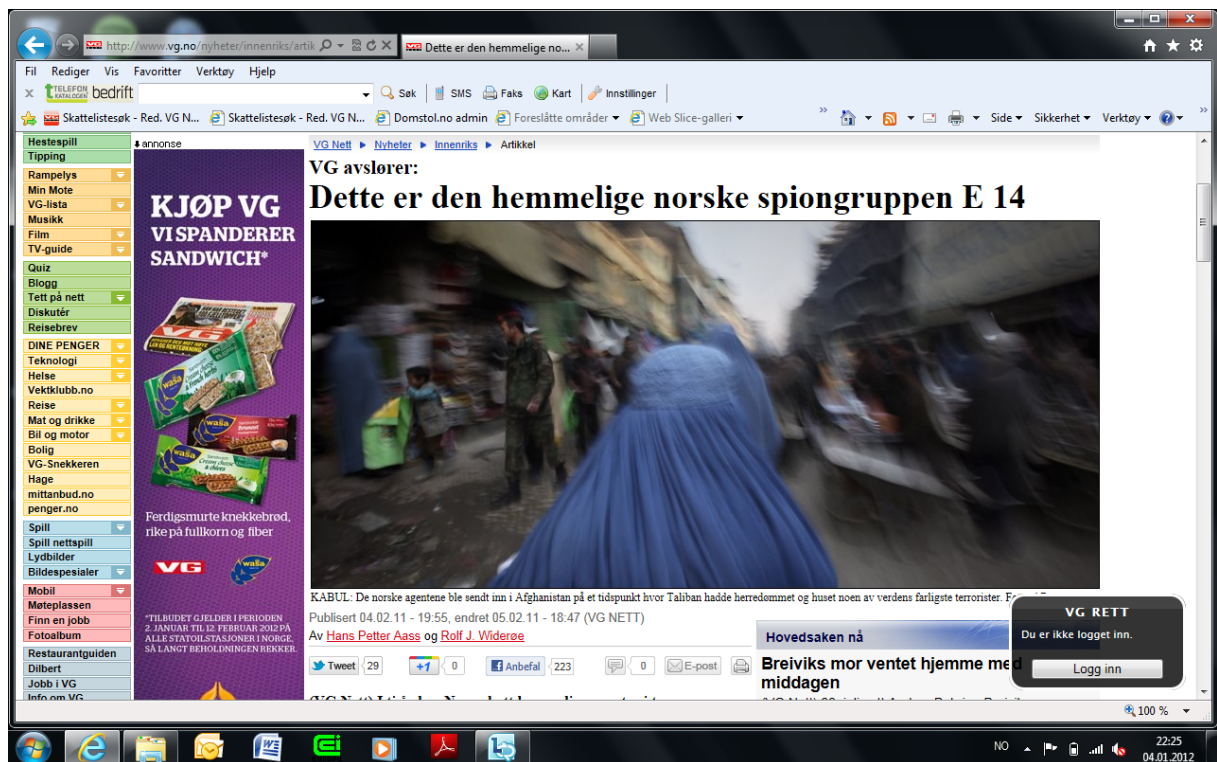 http://www.vg.no/nyheter/innenriks/artik
Dette er den hemmelige no...
Fil Rediger Vis Favoritter Verktøy Hjelp
TELEFON KATALOGEN bedrift
Søk SMS Faks Kart Innstillinger
Skattelistesøk - Red. VG N... Skattelistesøk - Red. VG N... Domstol.no admin Foreslåtte områder Web Slice-galleri Side Sikkerhet Verktøy
Hestespill
Tipping
Rampelys
Min Mote
VG-lista
Musikk
Film
TV-guide
Quiz
Blogg
Tett på nett
Diskutér
Reisebrev
DINE PENGER
Teknologi
Helse
Vektklubb.no
Reise
Mat og drikke
Bil og motor
Bolig
VG-Snekkeren
Hage
mittanbud.no
penger.no
Spill
Spill nettspill
Lydbilder
Bildespesialer
Mobil
Møteplassen
Finn en jobb
Fotoalbum
Restaurantguiden
Dilbert
Jobb i VG
Info om VG
annonse
KJØP VG
VI SPANDERER
SANDWICH*
VG
wasa
wasa
wasa
Ferdigsmurte knekkebrød,
rike på fullkorn og fiber
VG wasa
*TILBUDET GJELDER I PERIODEN
2. JANUAR TIL 12. FEBRUAR 2012 PÅ
ALLE STATOILSTASJONER I NORGE,
SÅ LANGT BEHOLDNINGEN REKKER.
VG Nett Nyheter Innenriks Artikkel
VG avslører:
Dette er den hemmelige norske spiongruppen E 14
KABUL: De norske agentene ble sendt inn i Afghanistan på et tidspunkt hvor Taliban hadde herredømmet og huset noen av verdens farligste terrorister.
Publisert 04.02.11 - 19:55, endret 05.02.11 - 18:47 (VG NETT)
Av Hans Petter Aass og Rolf J. Widerøe
Tweet 29 +1 0 Anbefal 223 0 E-post
Hovedsaken nå
Breiviks mor ventet hjemme med
middagen
VG RETT
Du er ikke logget inn.
Logg inn
100 %
NO
22:25
04.01.2012